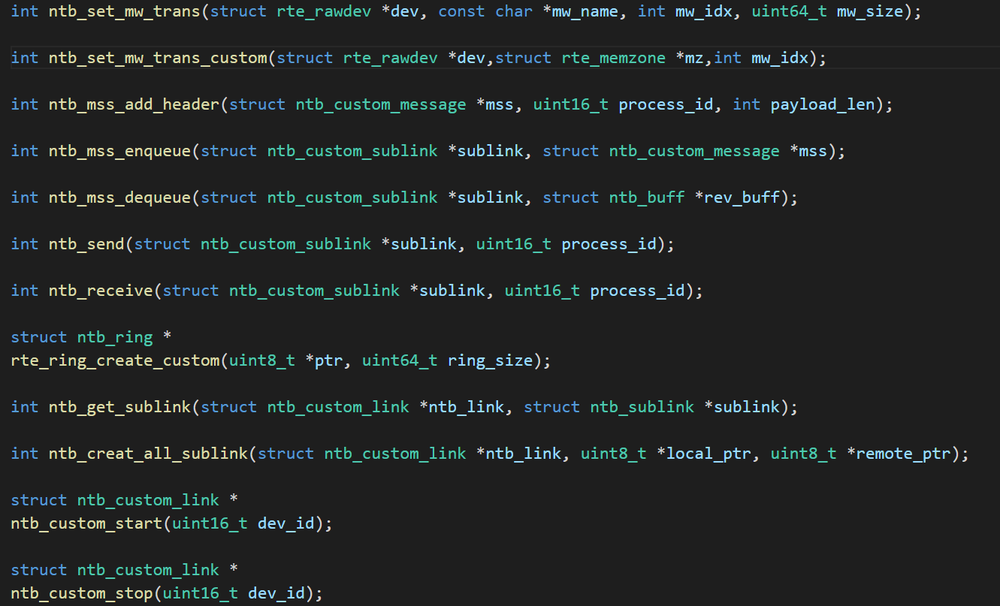 int ntb_set_mw_trans(struct rte_rawdev *dev, const char *mw_name, int mw_idx, uint64_t mw_size);
int ntb_set_mw_trans_custom(struct rte_rawdev *dev,struct rte_memzone *mz,int mw_idx);
int ntb_mss_add_header(struct ntb_custom_message *mss, uint16_t process_id, int payload_len);
int ntb_mss_enqueue(struct ntb_custom_sublink *sublink, struct ntb_custom_message *mss);
int ntb_mss_dequeue(struct ntb_custom_sublink *sublink, struct ntb_buff *rev_buff);
int ntb_send(struct ntb_custom_sublink *sublink, uint16_t process_id);
int ntb_receive(struct ntb_custom_sublink *sublink, uint16_t process_id);
struct ntb_ring *
rte_ring_create_custom(uint8_t *ptr, uint64_t ring_size);
int ntb_get_sublink(struct ntb_custom_link *ntb_link, struct ntb_sublink *sublink);
int ntb_creat_all_sublink(struct ntb_custom_link *ntb_link, uint8_t *local_ptr, uint8_t *remote_ptr);
struct ntb_custom_link *
ntb_custom_start(uint16_t dev_id);
struct ntb_custom_link *
ntb_custom_stop(uint16_t dev_id);